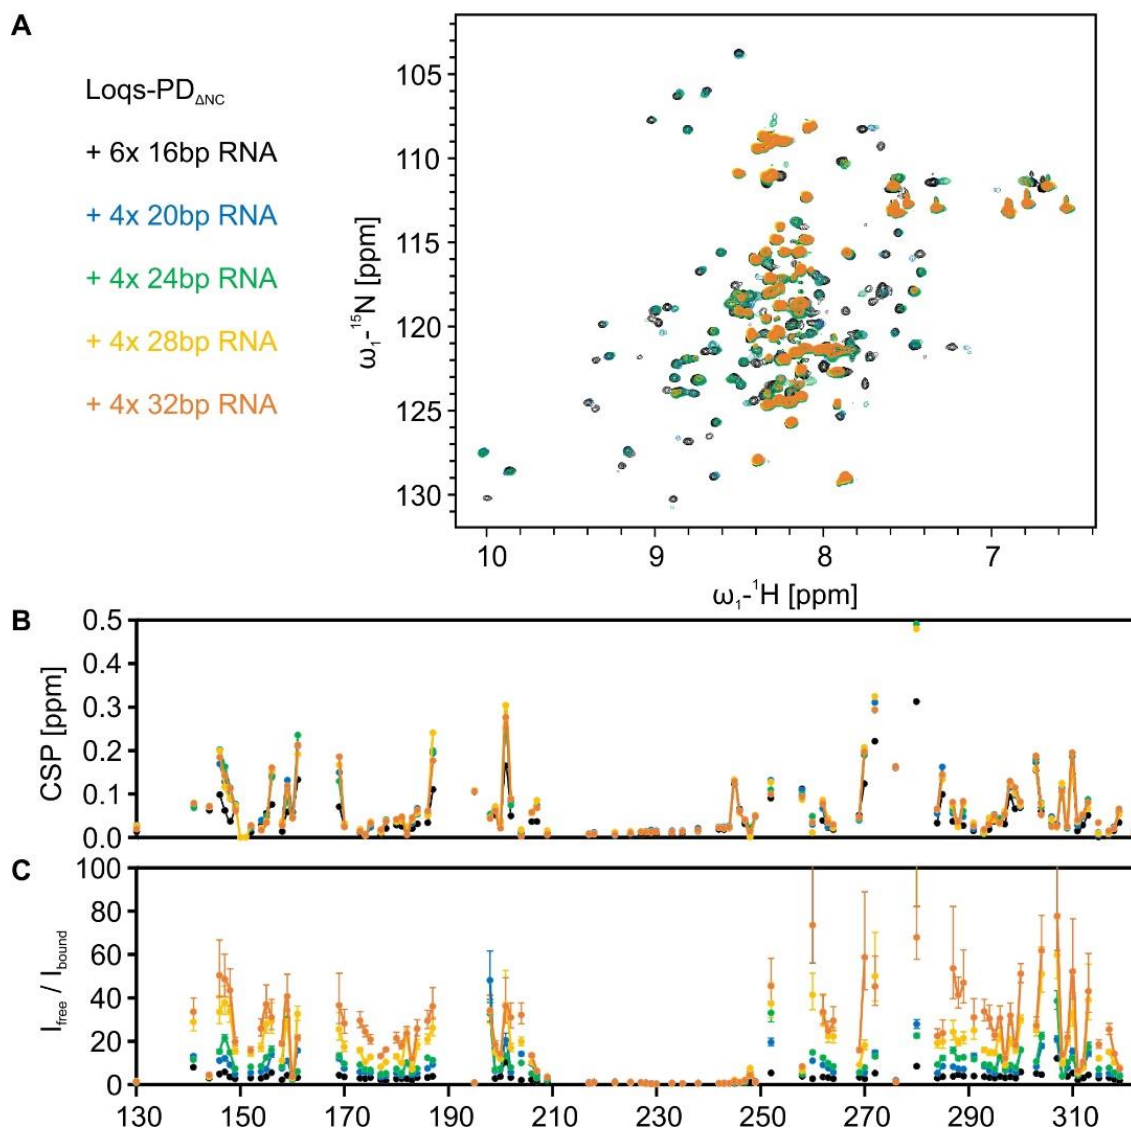 A
Loqs-PDΔNC
+ 6x 16bp RNA
+ 4x 20bp RNA
+ 4x 24bp RNA
+ 4x 28bp RNA
+ 4x 32bp RNA
105
110
115
120
125
130
ω₁-¹⁵N [ppm]
10 9 8 7
ω₁-¹H [ppm]
B
0.5
0.4
0.3
0.2
0.1
0.0
CSP [ppm]
C
100
80
60
40
20
0
Ifree / Ibound
130 150 170 190 210 230 250 270 290 310